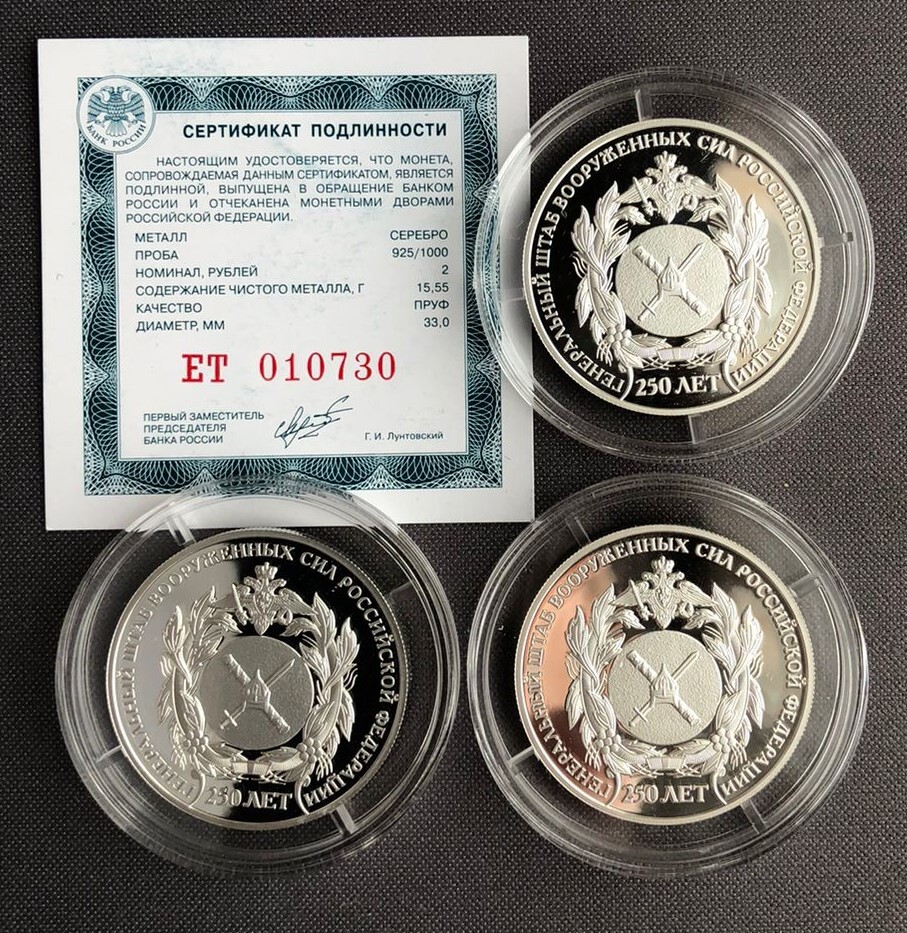 БАНК РОССИИ
СЕРТИФИКАТ ПОДЛИННОСТИ
НАСТОЯЩИМ УДОСТОВЕРЯЕТСЯ, ЧТО МОНЕТА,
СОПРОВОЖДАЕМАЯ ДАННЫМ СЕРТИФИКАТОМ, ЯВЛЯЕТСЯ
ПОДЛИННОЙ, ВЫПУЩЕНА В ОБРАЩЕНИЕ БАНКОМ
РОССИИ И ОТЧЕКАНЕНА МОНЕТНЫМИ ДВОРАМИ
РОССИЙСКОЙ ФЕДЕРАЦИИ.
МЕТАЛЛ СЕРЕБРО
ПРОБА 925/1000
НОМИНАЛ, РУБЛЕЙ 2
СОДЕРЖАНИЕ ЧИСТОГО МЕТАЛЛА, Г 15,55
КАЧЕСТВО ПРУФ
ДИАМЕТР, ММ 33,0
ЕТ 010730
ПЕРВЫЙ ЗАМЕСТИТЕЛЬ
ПРЕДСЕДАТЕЛЯ
БАНКА РОССИИ
Г. И. Лунтовский
ГЕНЕРАЛЬНЫЙ ШТАБ ВООРУЖЕННЫХ СИЛ РОССИЙСКОЙ ФЕДЕРАЦИИ
250 ЛЕТ
ГЕНЕРАЛЬНЫЙ ШТАБ ВООРУЖЕННЫХ СИЛ РОССИЙСКОЙ ФЕДЕРАЦИИ
250 ЛЕТ
ГЕНЕРАЛЬНЫЙ ШТАБ ВООРУЖЕННЫХ СИЛ РОССИЙСКОЙ ФЕДЕРАЦИИ
250 ЛЕТ